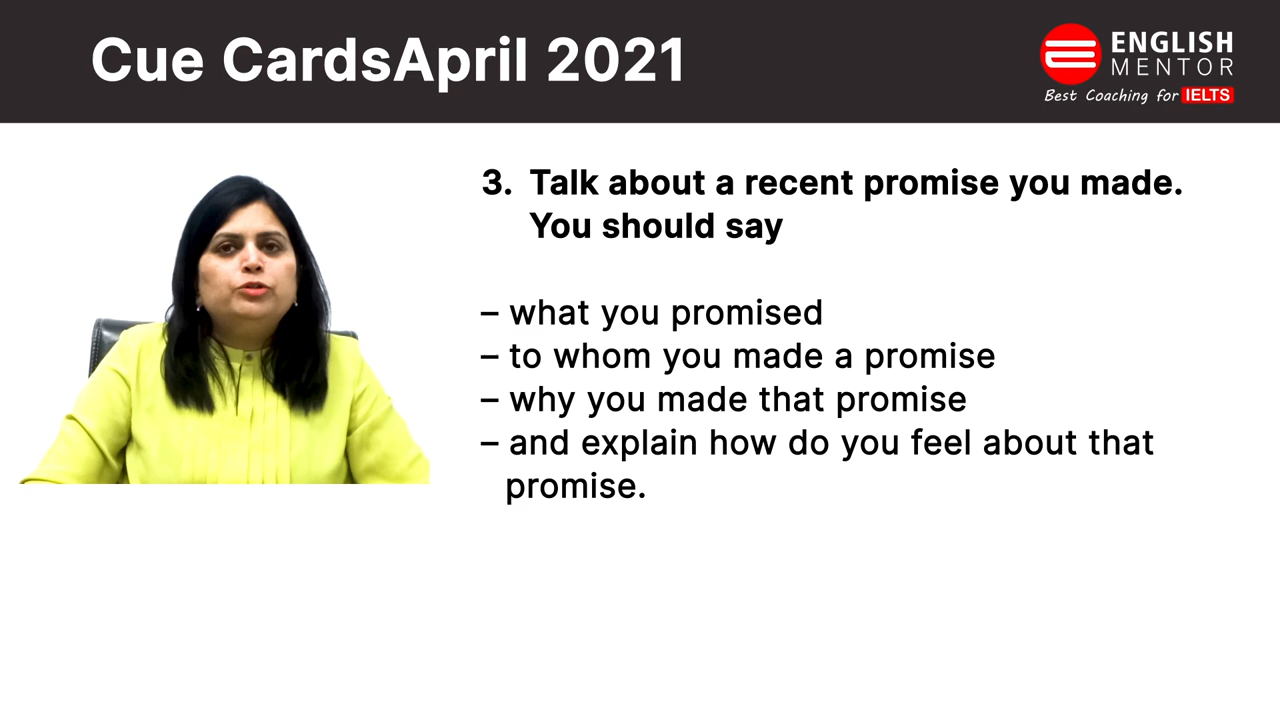 Cue CardsApril 2021
ENGLISH
MENTOR
Best Coaching for IELTS
3. Talk about a recent promise you made.
You should say
– what you promised
– to whom you made a promise
– why you made that promise
– and explain how do you feel about that
promise.